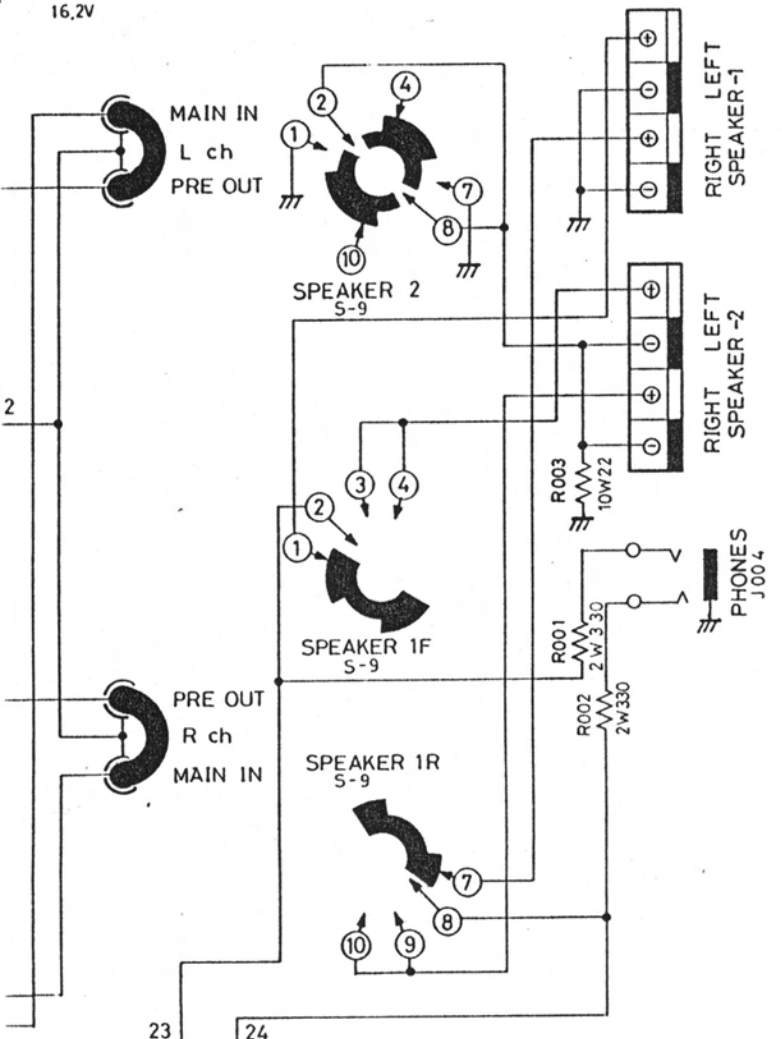 16,2V
MAIN IN
L ch
PRE OUT
1
2
4
7
8
10
SPEAKER 2
S-9
+
−
+
−
RIGHT LEFT
SPEAKER-1
+
−
+
−
RIGHT LEFT
SPEAKER-2
2
3
4
2
1
SPEAKER 1F
S-9
R003
10W22
PHONES
J004
R001
2W330
R002
2W330
PRE OUT
R ch
MAIN IN
SPEAKER 1R
S-9
7
8
10
9
23
24